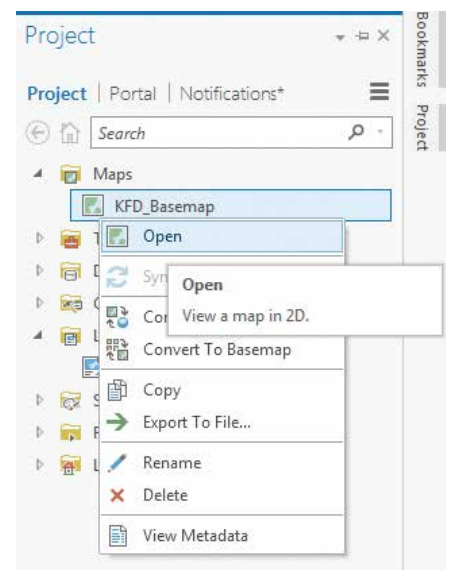 Project
Project | Portal | Notifications*
Search
Maps
KFD_Basemap
Open
Open
View a map in 2D.
Convert To Basemap
Copy
Export To File...
Rename
Delete
View Metadata
Bookmarks
Project